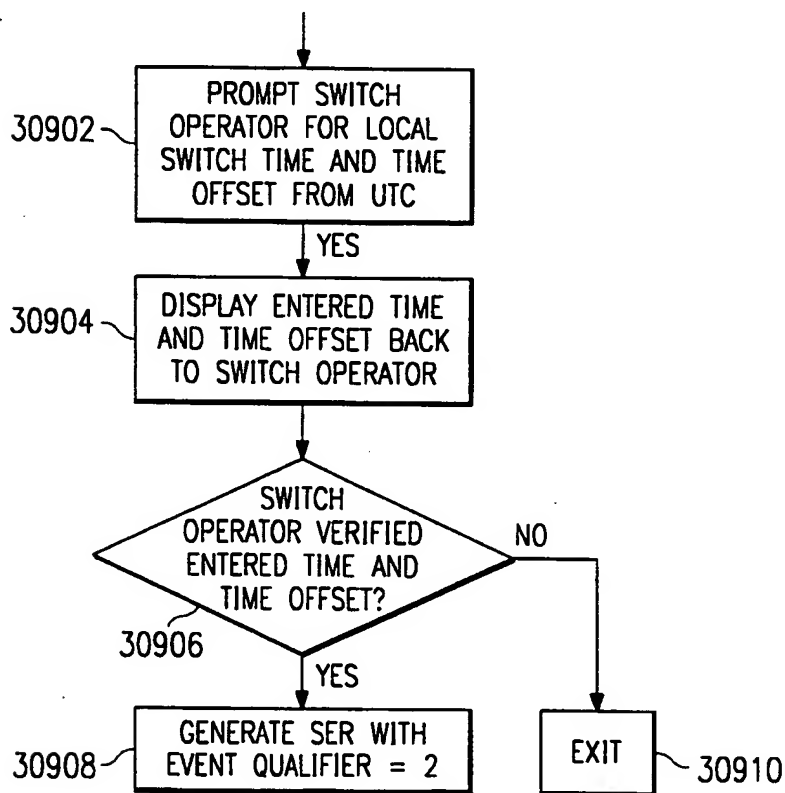 30902
PROMPT SWITCH
OPERATOR FOR LOCAL
SWITCH TIME AND TIME
OFFSET FROM UTC
YES
30904
DISPLAY ENTERED TIME
AND TIME OFFSET BACK
TO SWITCH OPERATOR
SWITCH
OPERATOR VERIFIED
ENTERED TIME AND
TIME OFFSET?
NO
30906
YES
30908
GENERATE SER WITH
EVENT QUALIFIER = 2
EXIT
30910